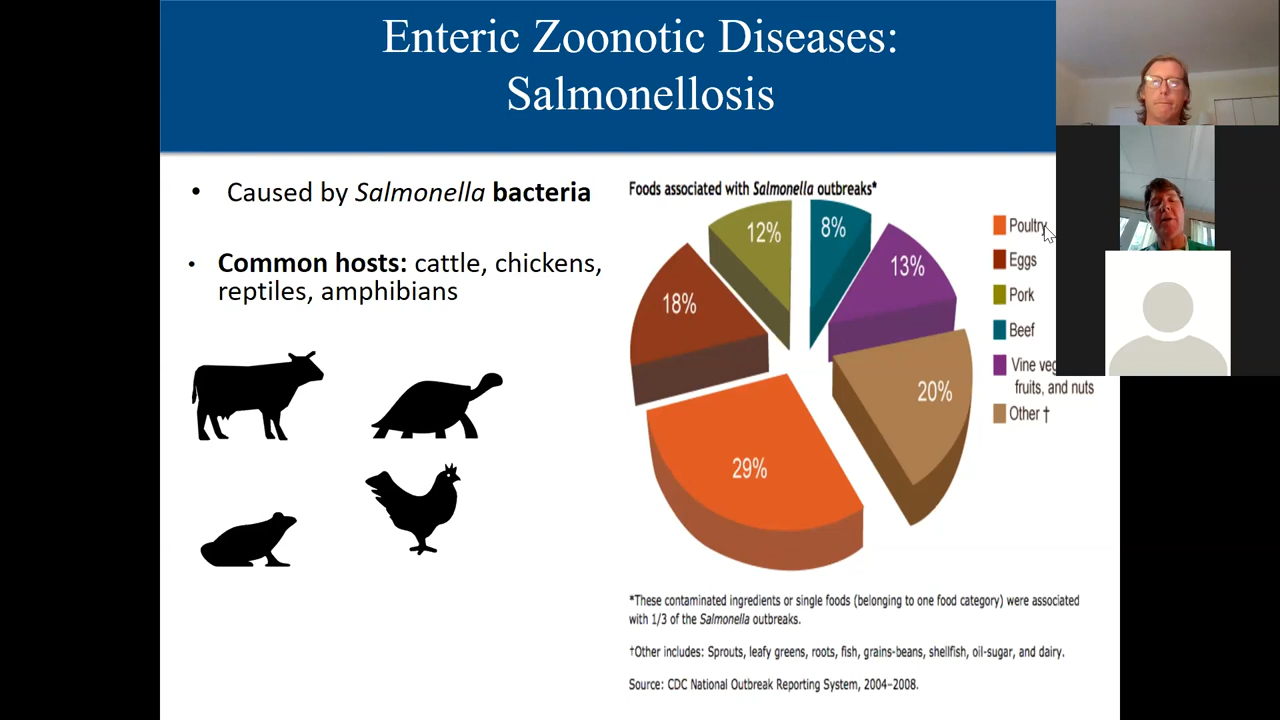 Enteric Zoonotic Diseases:
Salmonellosis
• Caused by Salmonella bacteria
• Common hosts: cattle, chickens,
reptiles, amphibians
Foods associated with Salmonella outbreaks*
12%
8%
13%
18%
20%
29%
Poultry
Eggs
Pork
Beef
Vine
fruits, and nuts
Other †
*These contaminated ingredients or single foods (belonging to one food category) were associated
with 1/3 of the Salmonella outbreaks.
†Other includes: Sprouts, leafy greens, roots, fish, grains-beans, shellfish, oil-sugar, and dairy.
Source: CDC National Outbreak Reporting System, 2004–2008.